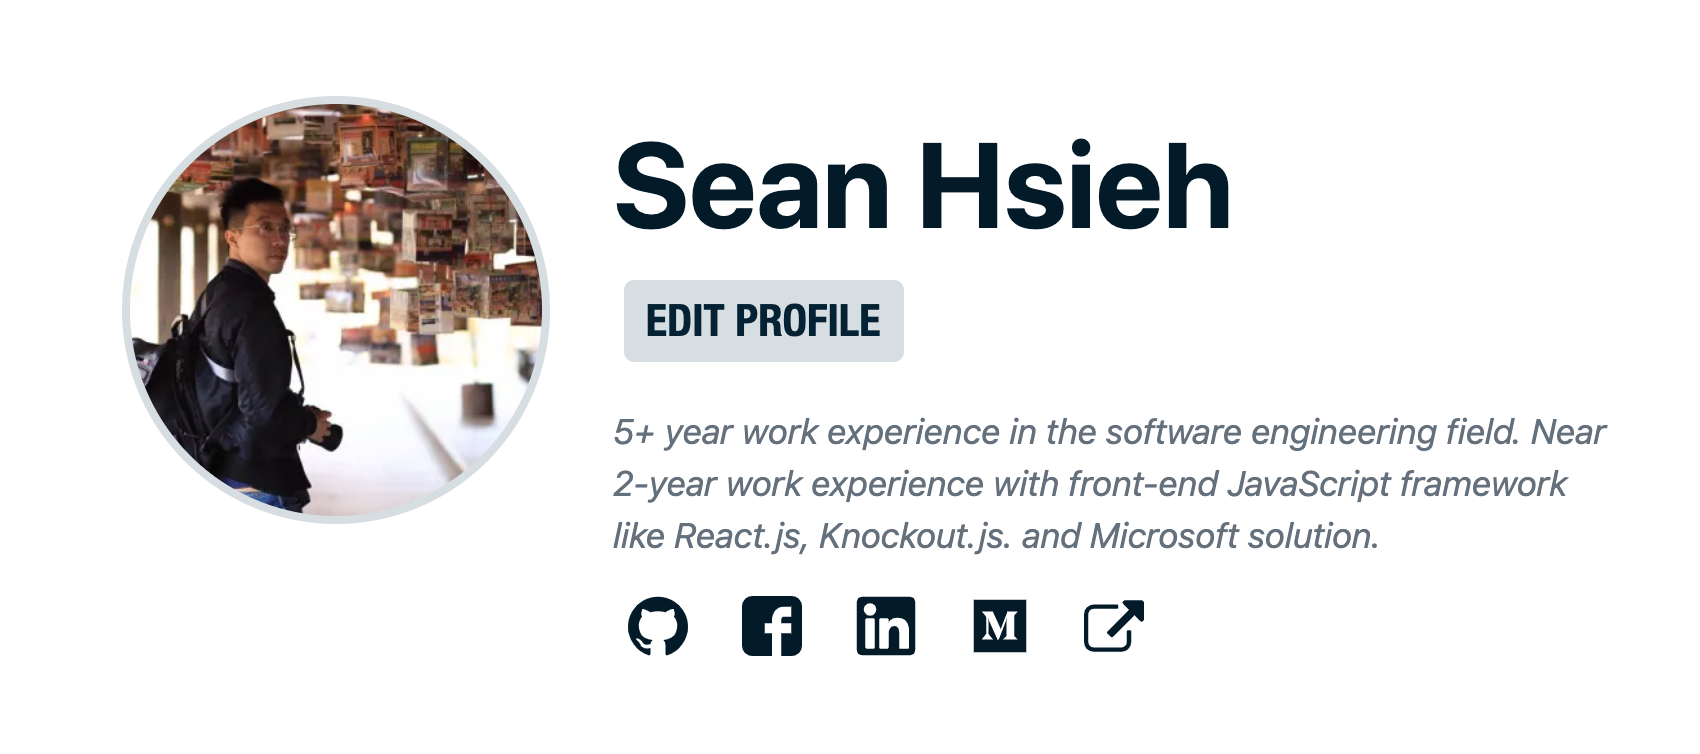 Sean Hsieh
EDIT PROFILE
5+ year work experience in the software engineering field. Near
2-year work experience with front-end JavaScript framework
like React.js, Knockout.js. and Microsoft solution.
f
in
M